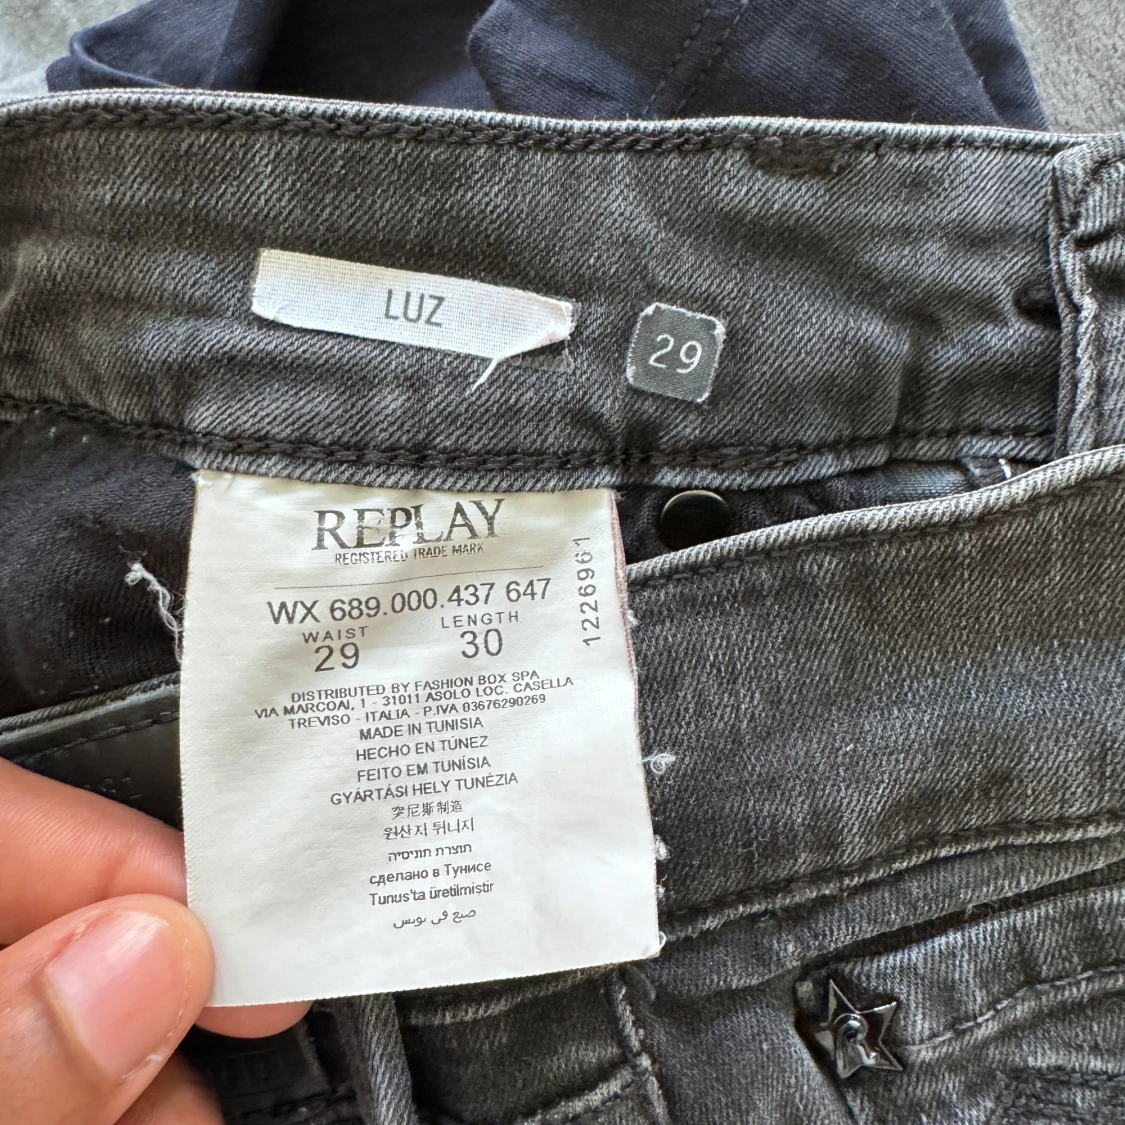 LUZ
29
REPLAY
REGISTERED TRADE MARK
WX 689.000.437 647
1226961
WAIST LENGTH
29 30
DISTRIBUTED BY FASHION BOX SPA
VIA MARCOAI, 1 - 31011 ASOLO LOC. CASELLA
TREVISO - ITALIA - P.IVA 03676290269
MADE IN TUNISIA
HECHO EN TÚNEZ
FEITO EM TUNÍSIA
GYÁRTÁSI HELY TUNÉZIA
突尼斯制造
원산지 튀니지
תוצרת תוניסיה
сделано в Тунисе
Tunus'ta üretilmistir
صنع في تونس